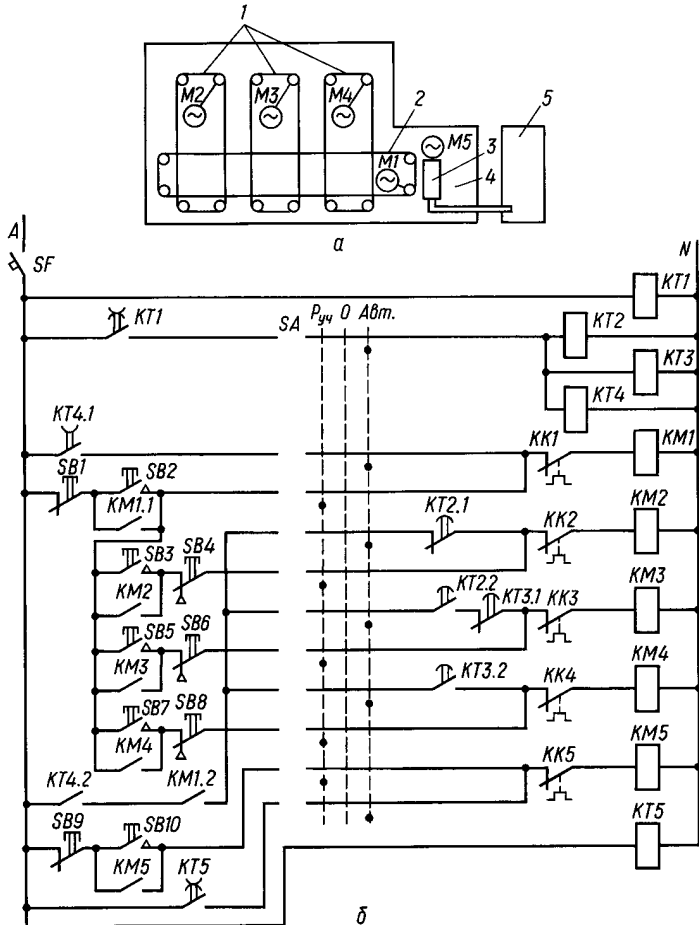 1
M2 M3 M4 2 5
M1 M5 3 4
а
A N
SF
KT1
KT1 SA Руч 0 Авт. KT2
KT3
KT4
KT4.1
KK1 KM1
SB1 SB2
KM1.1 KT2.1 KK2 KM2
SB3 SB4
KM2 KT2.2 KT3.1 KK3 KM3
SB5 SB6
KM3 KT3.2 KK4 KM4
SB7 SB8
KM4 KM5
KT4.2 KM1.2 KK5
SB9 SB10 KT5
KM5
KT5
б